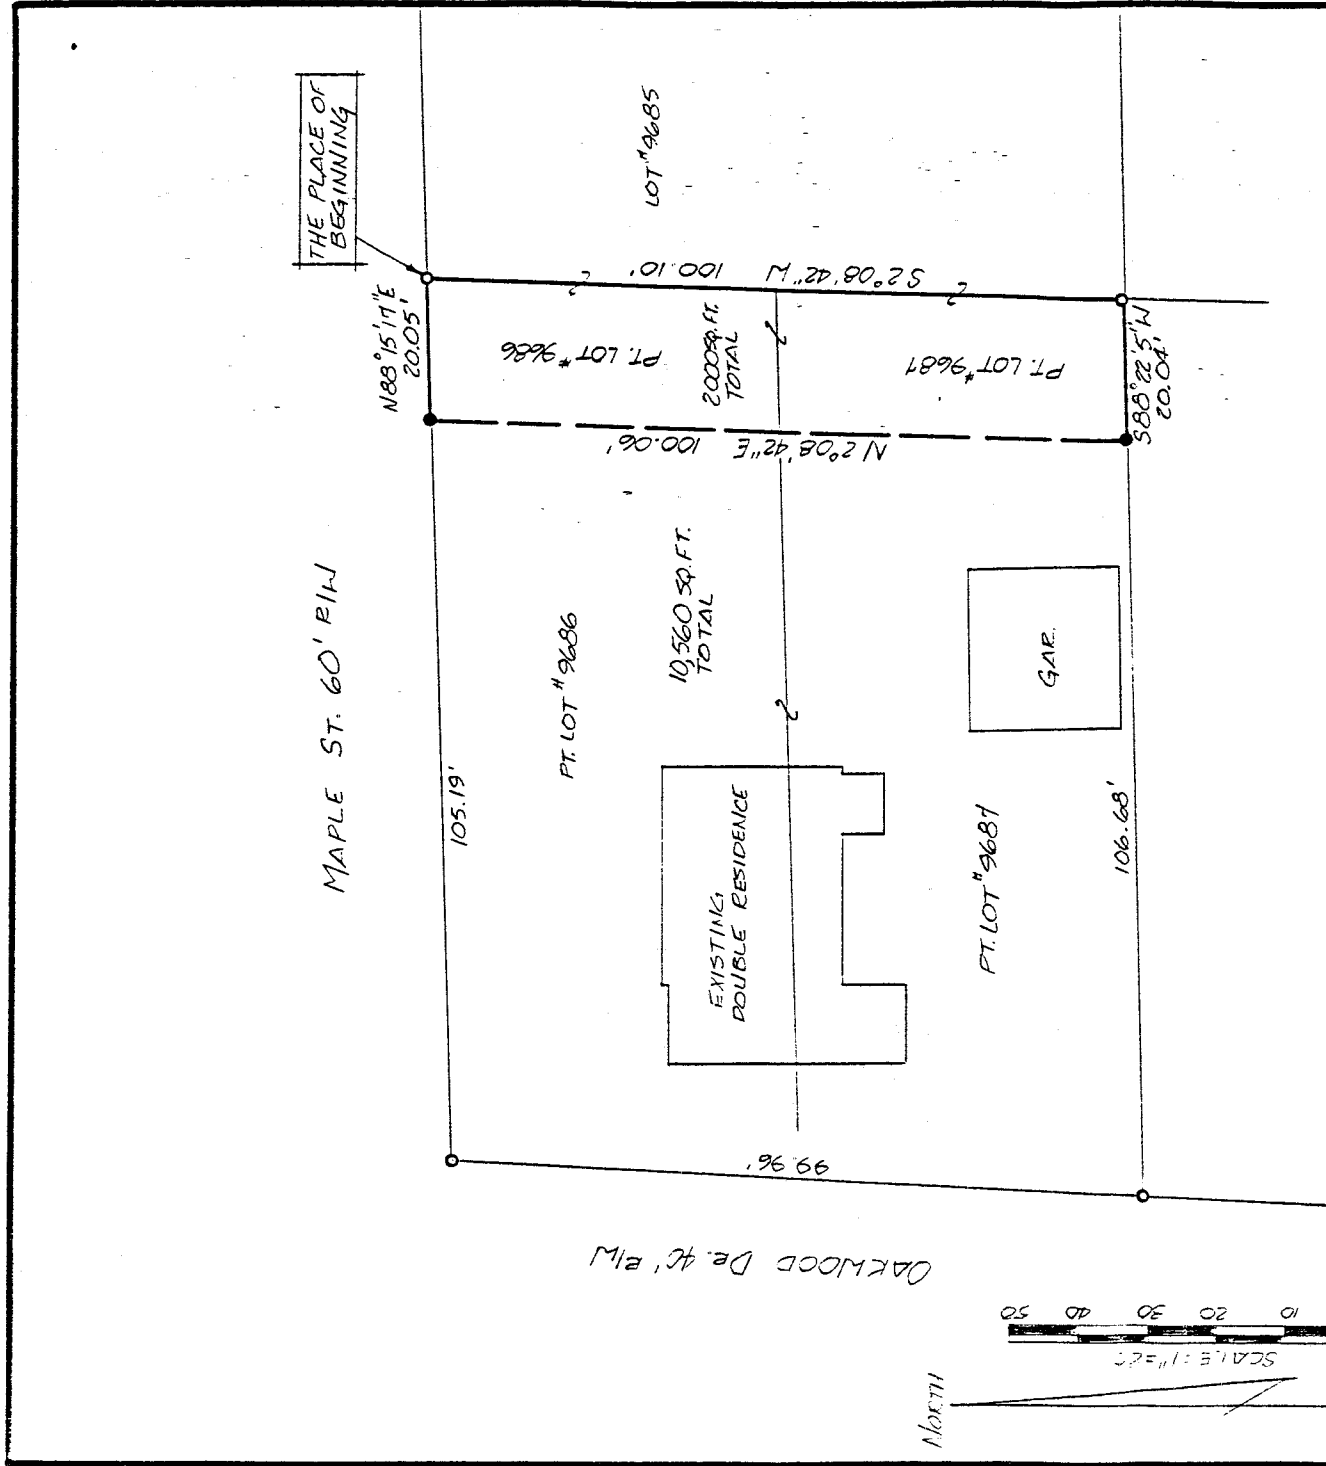 THE PLACE OF
BEGINNING
LOT #9685
N88°15'17"E
20.05'
S2°08'42"W 100.10'
PT. LOT #9686
2000 SQ.FT.
TOTAL
PT. LOT #9687
S88°22'5"W
20.04'
N2°08'42"E 100.06'
MAPLE ST. 60' R/W
105.19'
PT. LOT #9686
10,560 SQ.FT.
TOTAL
GAR.
EXISTING
DOUBLE RESIDENCE
PT. LOT #9687
106.68'
99.96'
OAKWOOD DR. 40' R/W
50 40 30 20 10
SCALE: 1"=20'
NORTH